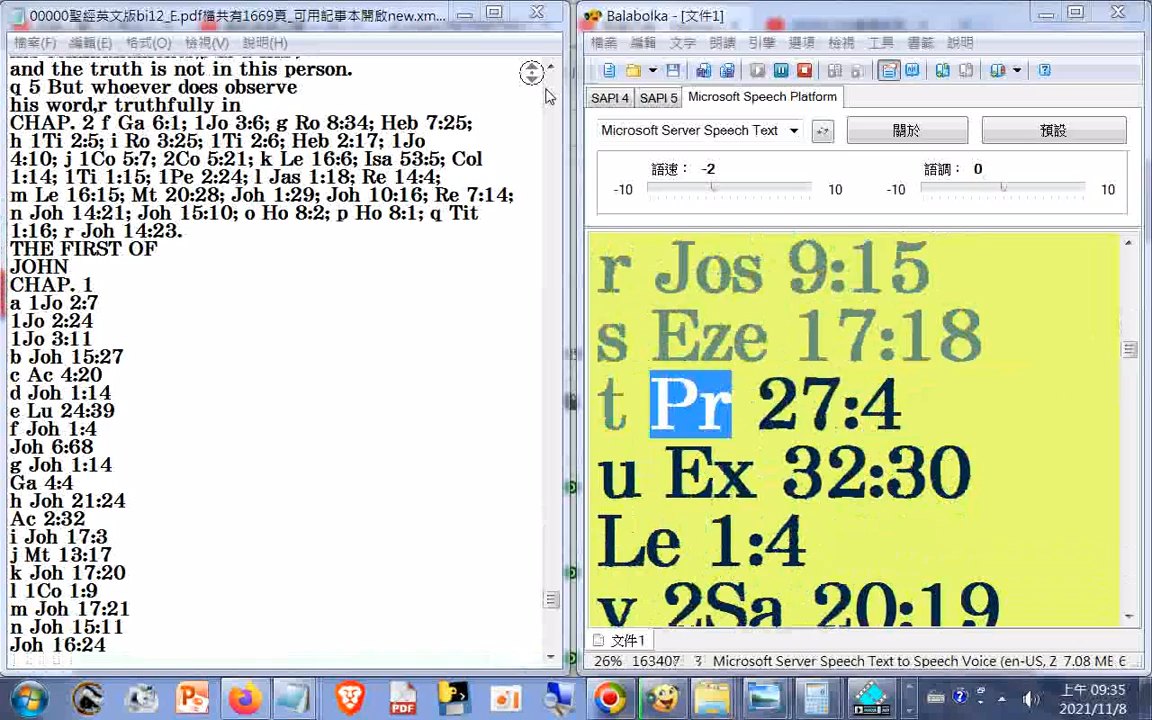 00000聖經英文版bi12_E.pdf檔共有1669頁_可用記事本開啟new.xm...
檔案(F) 編輯(E) 格式(O) 檢視(V) 說明(H)
and the truth is not in this person.
q 5 But whoever does observe
his word,r truthfully in
CHAP. 2 f Ga 6:1; 1Jo 3:6; g Ro 8:34; Heb 7:25;
h 1Ti 2:5; i Ro 3:25; 1Ti 2:6; Heb 2:17; 1Jo
4:10; j 1Co 5:7; 2Co 5:21; k Le 16:6; Isa 53:5; Col
1:14; 1Ti 1:15; 1Pe 2:24; l Jas 1:18; Re 14:4;
m Le 16:15; Mt 20:28; Joh 1:29; Joh 10:16; Re 7:14;
n Joh 14:21; Joh 15:10; o Ho 8:2; p Ho 8:1; q Tit
1:16; r Joh 14:23.
THE FIRST OF
JOHN
CHAP. 1
a 1Jo 2:7
1Jo 2:24
1Jo 3:11
b Joh 15:27
c Ac 4:20
d Joh 1:14
e Lu 24:39
f Joh 1:4
Joh 6:68
g Joh 1:14
Ga 4:4
h Joh 21:24
Ac 2:32
i Joh 17:3
j Mt 13:17
k Joh 17:20
l 1Co 1:9
m Joh 17:21
n Joh 15:11
Joh 16:24
Balabolka - [文件1]
檔案 編輯 文字 朗讀 引擎 選項 檢視 工具 書籤 說明
SAPI 4 SAPI 5 Microsoft Speech Platform
Microsoft Server Speech Text 關於 預設
語速: -2 語調: 0
-10 10 -10 10
r Jos 9:15
s Eze 17:18
t Pr 27:4
u Ex 32:30
Le 1:4
v 2Sa 20:19
文件1
26% 163407 Microsoft Server Speech Text to Speech Voice (en-US, Z 7.08 MB 6
上午 09:35
2021/11/8